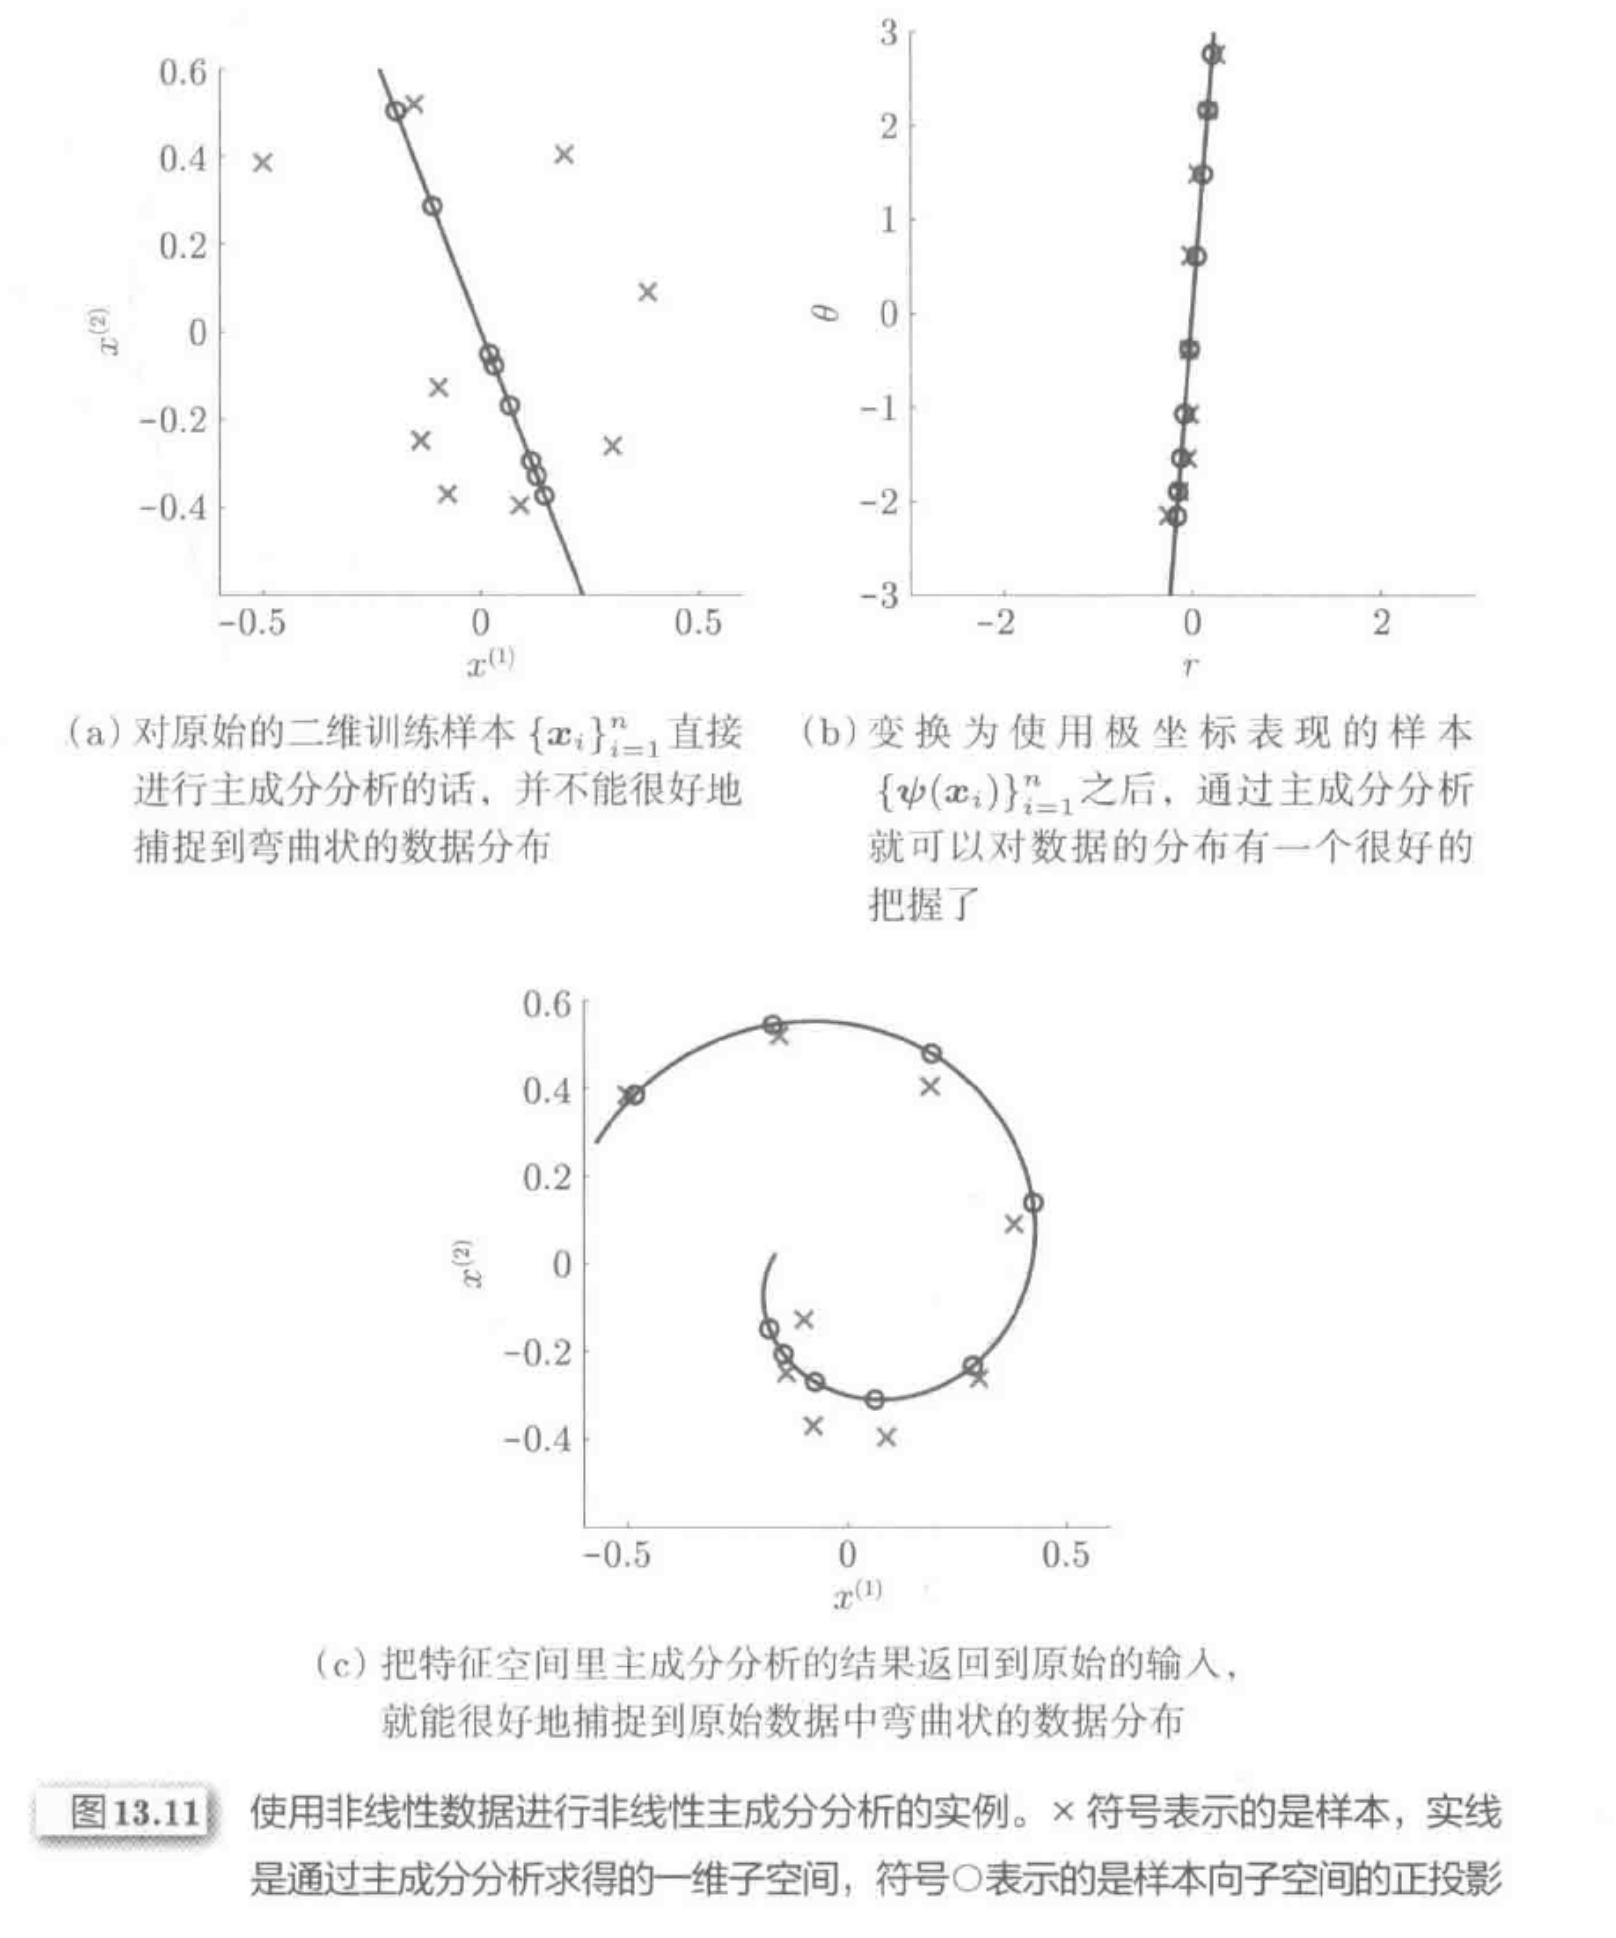 0.6
0.4
0.2
0
−0.2
−0.4
x^{(2)}
−0.5 0 0.5
x^{(1)}
3
2
1
0
−1
−2
−3
θ
−2 0 2
r
(a) 对原始的二维训练样本 {x_i}_{i=1}^n 直接
进行主成分分析的话，并不能很好地
捕捉到弯曲状的数据分布
(b) 变换为使用极坐标表现的样本
{ψ(x_i)}_{i=1}^n 之后，通过主成分分析
就可以对数据的分布有一个很好的
把握了
0.6
0.4
0.2
0
−0.2
−0.4
x^{(2)}
−0.5 0 0.5
x^{(1)}
(c) 把特征空间里主成分分析的结果返回到原始的输入，
就能很好地捕捉到原始数据中弯曲状的数据分布
图13.11 使用非线性数据进行非线性主成分分析的实例。× 符号表示的是样本，实线
是通过主成分分析求得的一维子空间，符号○表示的是样本向子空间的正投影